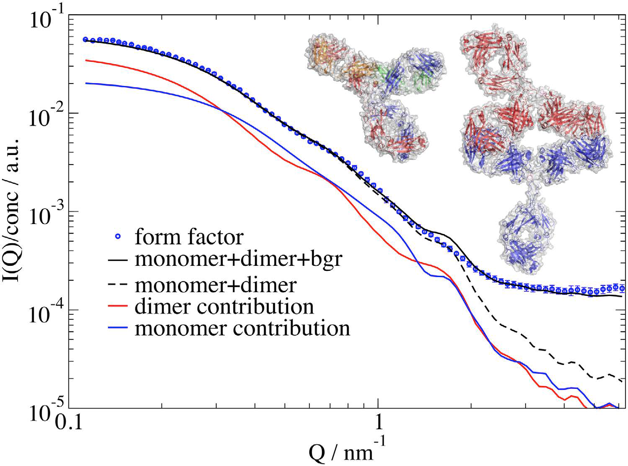 10⁻¹
10⁻²
10⁻³
10⁻⁴
10⁻⁵
I(Q)/conc / a.u.
form factor
monomer+dimer+bgr
monomer+dimer
dimer contribution
monomer contribution
0.1
1
Q / nm⁻¹